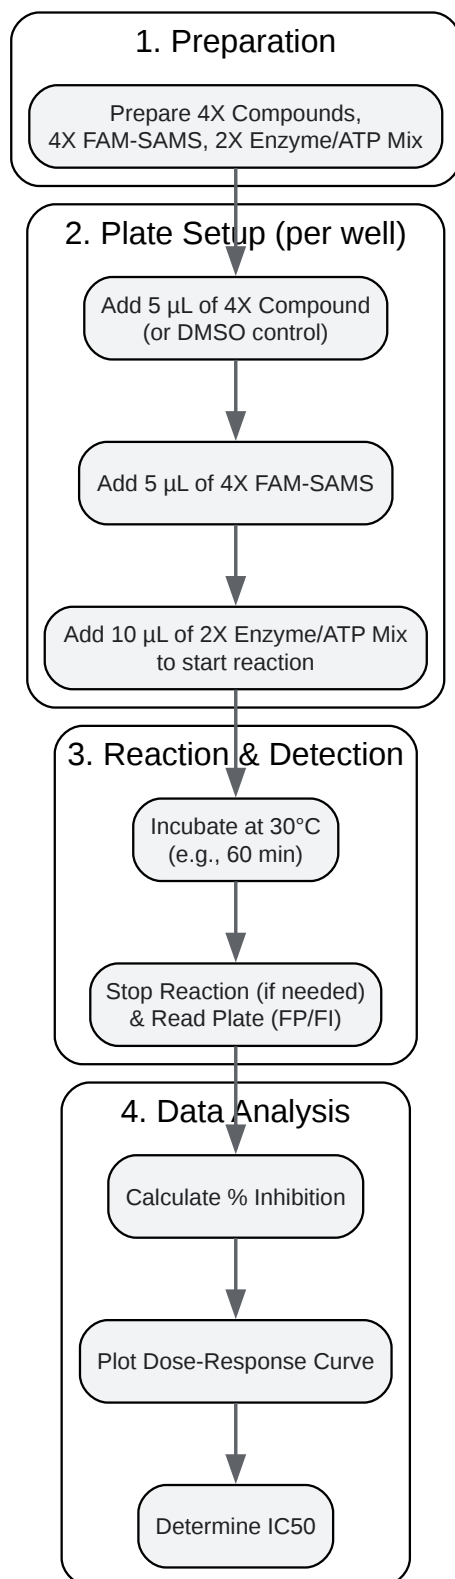 1. Preparation
Prepare 4X Compounds,
4X FAM-SAMS, 2X Enzyme/ATP Mix
2. Plate Setup (per well)
Add 5 µL of 4X Compound
(or DMSO control)
Add 5 µL of 4X FAM-SAMS
Add 10 µL of 2X Enzyme/ATP Mix
to start reaction
3. Reaction & Detection
Incubate at 30°C
(e.g., 60 min)
Stop Reaction (if needed)
& Read Plate (FP/FI)
4. Data Analysis
Calculate % Inhibition
Plot Dose-Response Curve
Determine IC50